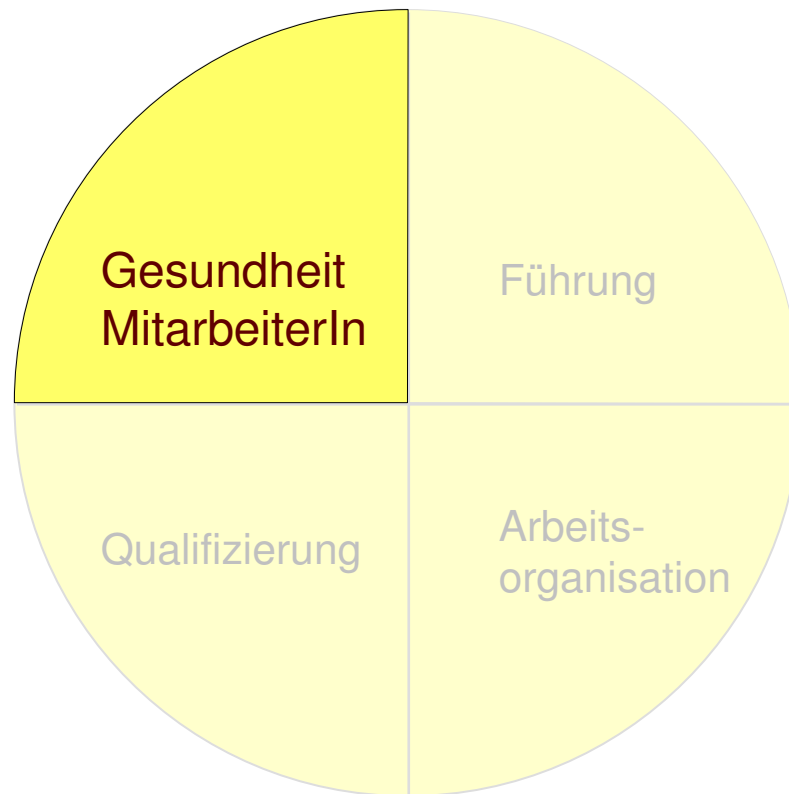 Gesundheit
MitarbeiterIn
Führung
Qualifizierung
Arbeits-
organisation